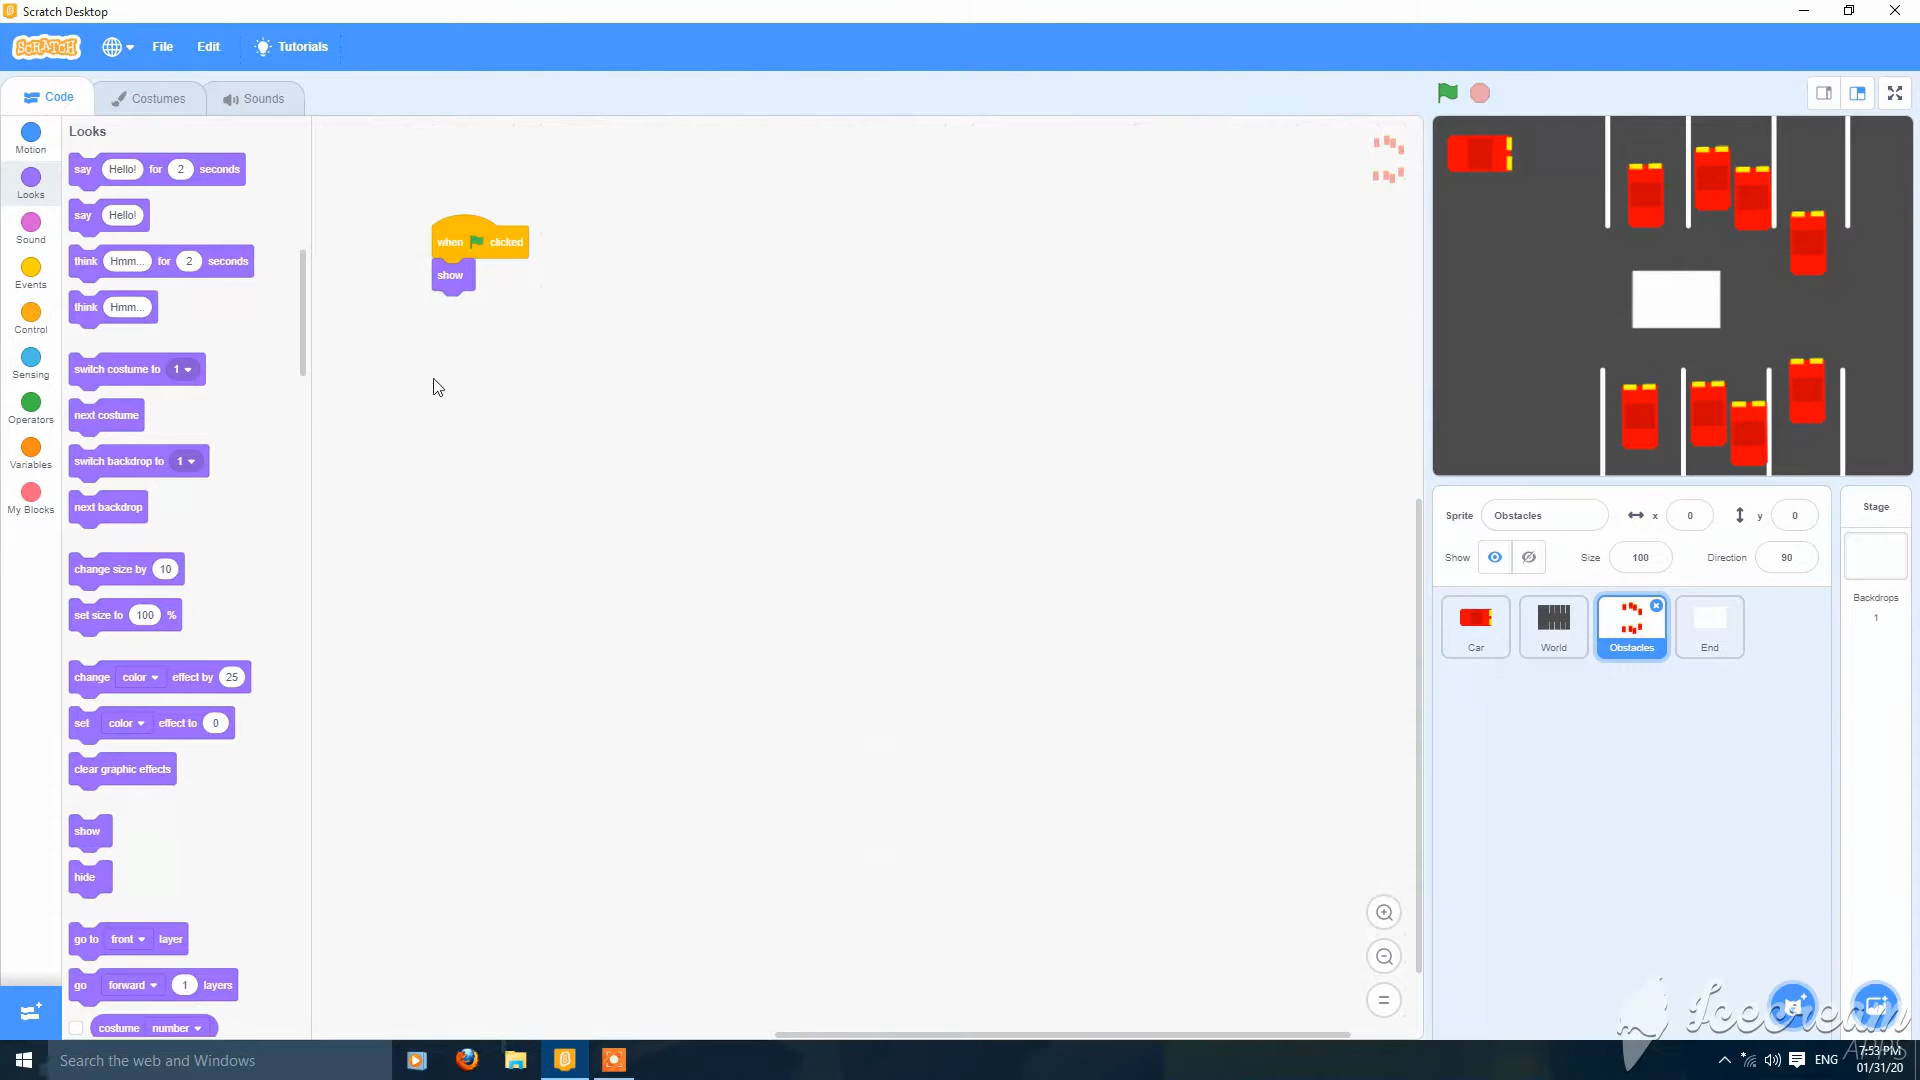 Scratch Desktop
SCRATCH
File
Edit
Tutorials
Code
Costumes
Sounds
Motion
Looks
Sound
Events
Control
Sensing
Operators
Variables
My Blocks
Looks
say Hello! for 2 seconds
say Hello!
think Hmm... for 2 seconds
think Hmm...
switch costume to 1
next costume
switch backdrop to 1
next backdrop
change size by 10
set size to 100 %
change color effect by 25
set color effect to 0
clear graphic effects
show
hide
go to front layer
go forward 1 layers
costume number
when clicked
show
Sprite Obstacles x 0 y 0
Show Size 100 Direction 90
Car
World
Obstacles
End
Stage
Backdrops
1
Icecream
APPS
Search the web and Windows
ENG
7:53 PM
01/31/20